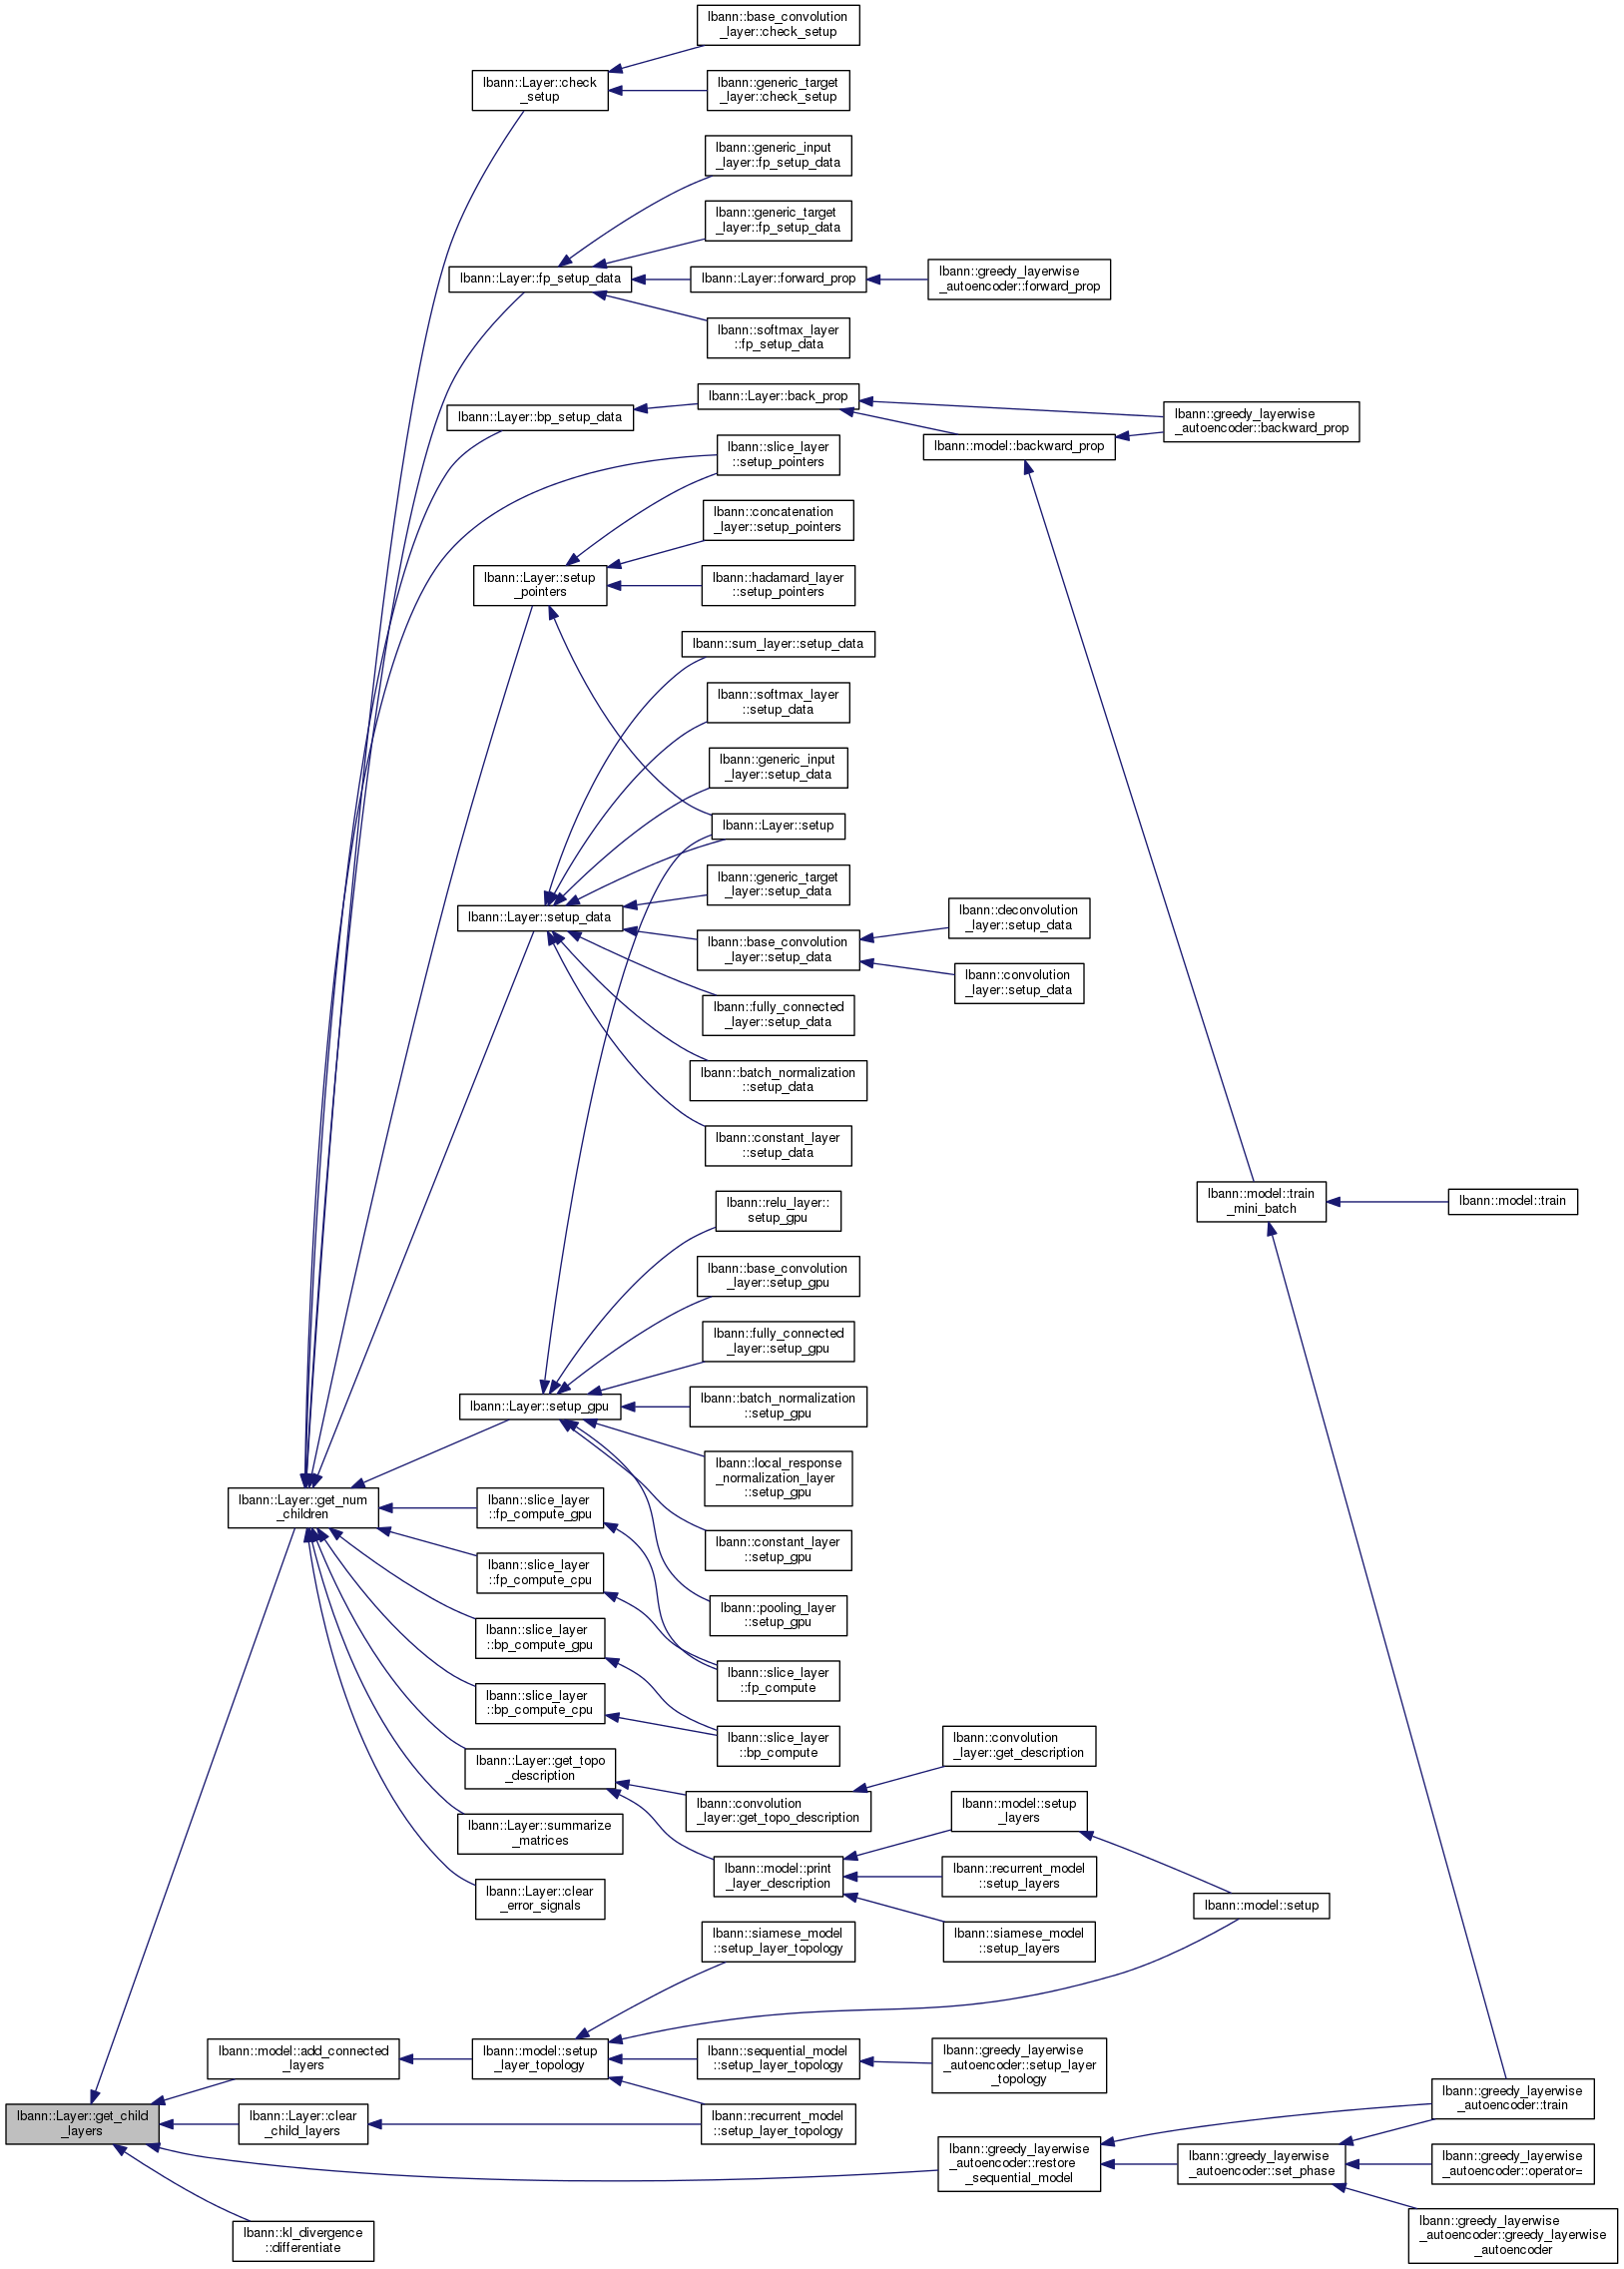 lbann::base_convolution
_layer::check_setup
lbann::Layer::check
_setup
lbann::generic_target
_layer::check_setup
lbann::generic_input
_layer::fp_setup_data
lbann::generic_target
_layer::fp_setup_data
lbann::Layer::fp_setup_data
lbann::Layer::forward_prop
lbann::greedy_layerwise
_autoencoder::forward_prop
lbann::softmax_layer
::fp_setup_data
lbann::Layer::bp_setup_data
lbann::Layer::back_prop
lbann::greedy_layerwise
_autoencoder::backward_prop
lbann::model::backward_prop
lbann::slice_layer
::setup_pointers
lbann::concatenation
_layer::setup_pointers
lbann::Layer::setup
_pointers
lbann::hadamard_layer
::setup_pointers
lbann::sum_layer::setup_data
lbann::softmax_layer
::setup_data
lbann::generic_input
_layer::setup_data
lbann::Layer::setup
lbann::generic_target
_layer::setup_data
lbann::Layer::setup_data
lbann::base_convolution
_layer::setup_data
lbann::deconvolution
_layer::setup_data
lbann::convolution
_layer::setup_data
lbann::fully_connected
_layer::setup_data
lbann::batch_normalization
::setup_data
lbann::constant_layer
::setup_data
lbann::model::train
_mini_batch
lbann::model::train
lbann::relu_layer::
setup_gpu
lbann::base_convolution
_layer::setup_gpu
lbann::fully_connected
_layer::setup_gpu
lbann::Layer::setup_gpu
lbann::batch_normalization
::setup_gpu
lbann::local_response
_normalization_layer
::setup_gpu
lbann::Layer::get_num
_children
lbann::slice_layer
::fp_compute_gpu
lbann::constant_layer
::setup_gpu
lbann::slice_layer
::fp_compute_cpu
lbann::pooling_layer
::setup_gpu
lbann::slice_layer
::bp_compute_gpu
lbann::slice_layer
::fp_compute
lbann::slice_layer
::bp_compute_cpu
lbann::slice_layer
::bp_compute
lbann::convolution
_layer::get_description
lbann::Layer::get_topo
_description
lbann::convolution
_layer::get_topo_description
lbann::model::setup
_layers
lbann::Layer::summarize
_matrices
lbann::model::print
_layer_description
lbann::recurrent_model
::setup_layers
lbann::Layer::clear
_error_signals
lbann::model::setup
lbann::siamese_model
::setup_layers
lbann::siamese_model
::setup_layer_topology
lbann::model::add_connected
_layers
lbann::model::setup
_layer_topology
lbann::sequential_model
::setup_layer_topology
lbann::greedy_layerwise
_autoencoder::setup_layer
_topology
lbann::greedy_layerwise
_autoencoder::train
lbann::Layer::get_child
_layers
lbann::Layer::clear
_child_layers
lbann::recurrent_model
::setup_layer_topology
lbann::greedy_layerwise
_autoencoder::restore
_sequential_model
lbann::greedy_layerwise
_autoencoder::set_phase
lbann::greedy_layerwise
_autoencoder::operator=
lbann::kl_divergence
::differentiate
lbann::greedy_layerwise
_autoencoder::greedy_layerwise
_autoencoder